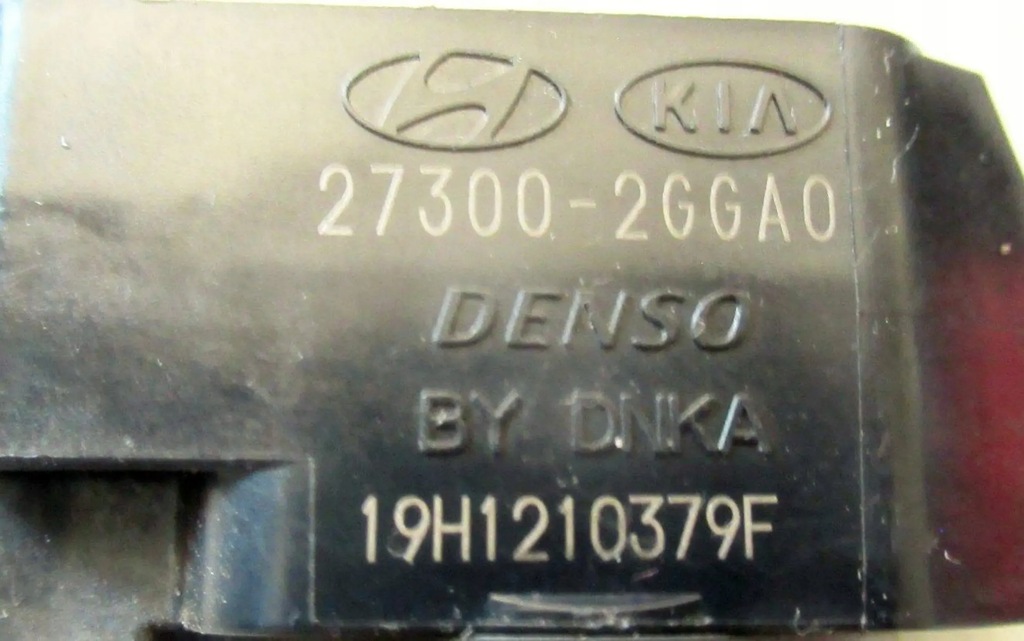 KIA
27300-2GGA0
DENSO
BY DNKA
19H1210379F